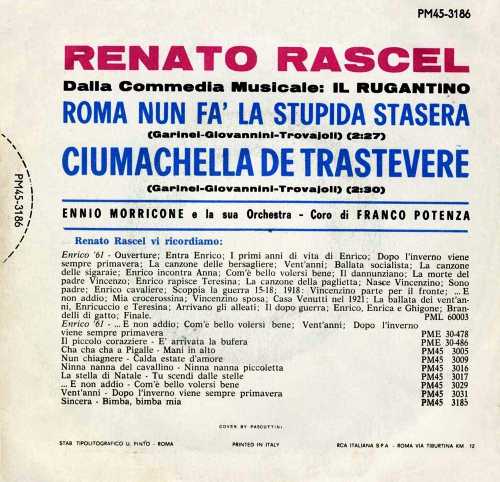 PM45-3186
RENATO RASCEL
Dalla Commedia Musicale: IL RUGANTINO
ROMA NUN FA' LA STUPIDA STASERA
(Garinei-Giovannini-Trovajoli) (2:27)
CIUMACHELLA DE TRASTEVERE
(Garinei-Giovannini-Trovajoli) (2:30)
ENNIO MORRICONE e la sua Orchestra - Coro di FRANCO POTENZA
PM45-3186
Renato Rascel vi ricordiamo:
Enrico '61 - Ouverture; Entra Enrico; I primi anni di vita di Enrico; Dopo l'inverno viene
sempre primavera; La canzone delle bersagliere; Vent'anni; Ballata socialista; La canzone
delle sigaraie; Enrico incontra Anna; Com'è bello volersi bene; Il dannunziano; La morte del
padre Vincenzo; Enrico rapisce Teresina; La canzone della paglietta; Nasce Vincenzino; Sono
padre; Enrico cavaliere; Scoppia la guerra 15-18; 1918: Vincenzino parte per il fronte; ... E
non addio; Mia crocerossina; Vincenzino sposa; Casa Venutti nel 1921; La ballata dei vent'an-
ni, Enricuccio e Teresina; Arrivano gli alleati; Il dopo guerra; Enrico, Enrica e Ghigone; Bran-
delli di gatto; Finale. PML 60003
Enrico '61 - ... E non addio; Com'è bello volersi bene; Vent'anni; Dopo l'inverno
viene sempre primavera PME 30-478
Il piccolo corazziere - E' arrivata la bufera PME 30-486
Cha cha cha a Pigalle - Mani in alto PM45 3005
Nun chiagnere - Calda estate d'amore PM45 3009
Ninna nanna del cavallino - Ninna nanna piccoletta PM45 3016
La stella di Natale - Tu scendi dalle stelle PM45 3017
... E non addio - Com'è bello volersi bene PM45 3029
Vent'anni - Dopo l'inverno viene sempre primavera PM45 3031
Sincera - Bimba, bimba mia PM45 3185
COVER BY PASQUTTINI
STAB. TIPOLITOGRAFICO U. PINTO - ROMA PRINTED IN ITALY RCA ITALIANA S.P.A - ROMA VIA TIBURTINA KM. 12